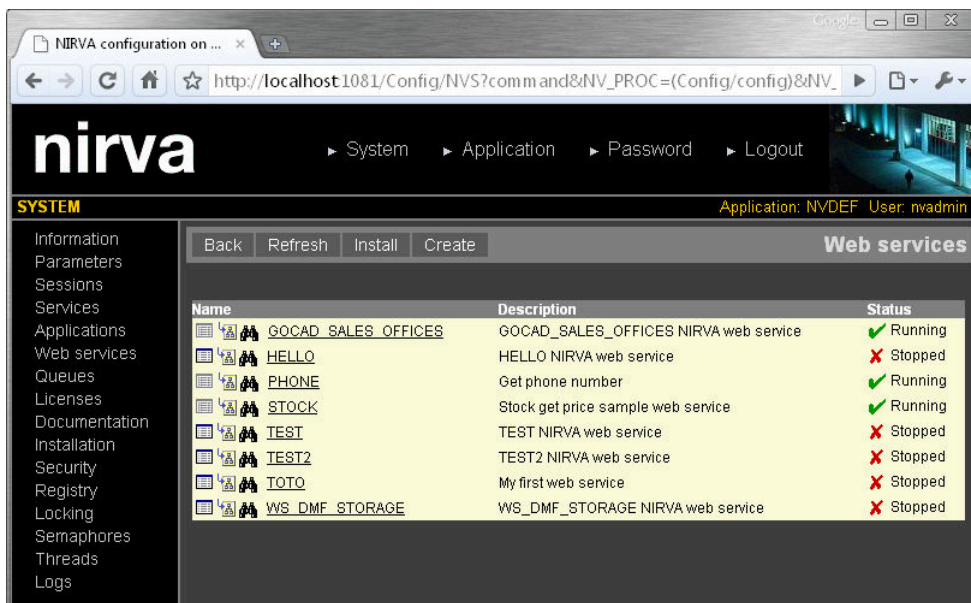 Google
NIRVA configuration on ...
http://localhost:1081/Config/NVS?command&NV_PROC=(Config/config)&NV_
nirva
System Application Password Logout
SYSTEM Application: NVDEF User: nvadmin
Information
Parameters
Sessions
Services
Applications
Web services
Queues
Licenses
Documentation
Installation
Security
Registry
Locking
Semaphores
Threads
Logs
Back Refresh Install Create Web services
Name Description Status
GOCAD_SALES_OFFICES GOCAD_SALES_OFFICES NIRVA web service Running
HELLO HELLO NIRVA web service Stopped
PHONE Get phone number Running
STOCK Stock get price sample web service Running
TEST TEST NIRVA web service Stopped
TEST2 TEST2 NIRVA web service Stopped
TOTO My first web service Stopped
WS_DMF_STORAGE WS_DMF_STORAGE NIRVA web service Stopped